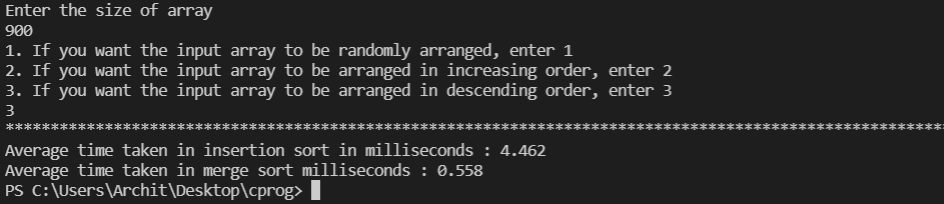 Enter the size of array
900
1. If you want the input array to be randomly arranged, enter 1
2. If you want the input array to be arranged in increasing order, enter 2
3. If you want the input array to be arranged in descending order, enter 3
3
*********************************************************************************************************
Average time taken in insertion sort in milliseconds : 4.462
Average time taken in merge sort milliseconds : 0.558
PS C:\Users\Archit\Desktop\cprog>